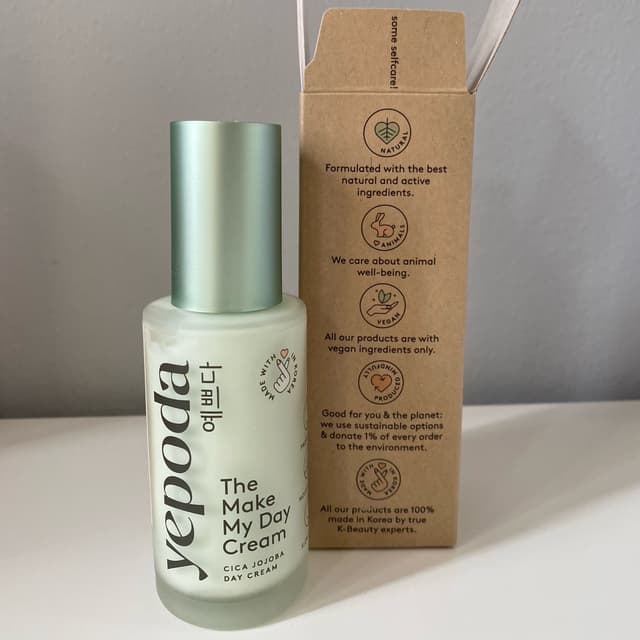 yepoda
예쁘다
MADE WITH IN KOREA
The
Make
My Day
Cream
CICA JOJOBA
DAY CREAM
some selfcare!
NATURAL
Formulated with the best
natural and active
ingredients.
ANIMALS
We care about animal
well-being.
VEGAN
All our products are with
vegan ingredients only.
MINDFULLY
PRODUCED
Good for you & the planet:
we use sustainable options
& donate 1% of every order
to the environment.
MADE WITH IN KOREA
All our products are 100%
made in Korea by true
K-Beauty experts.